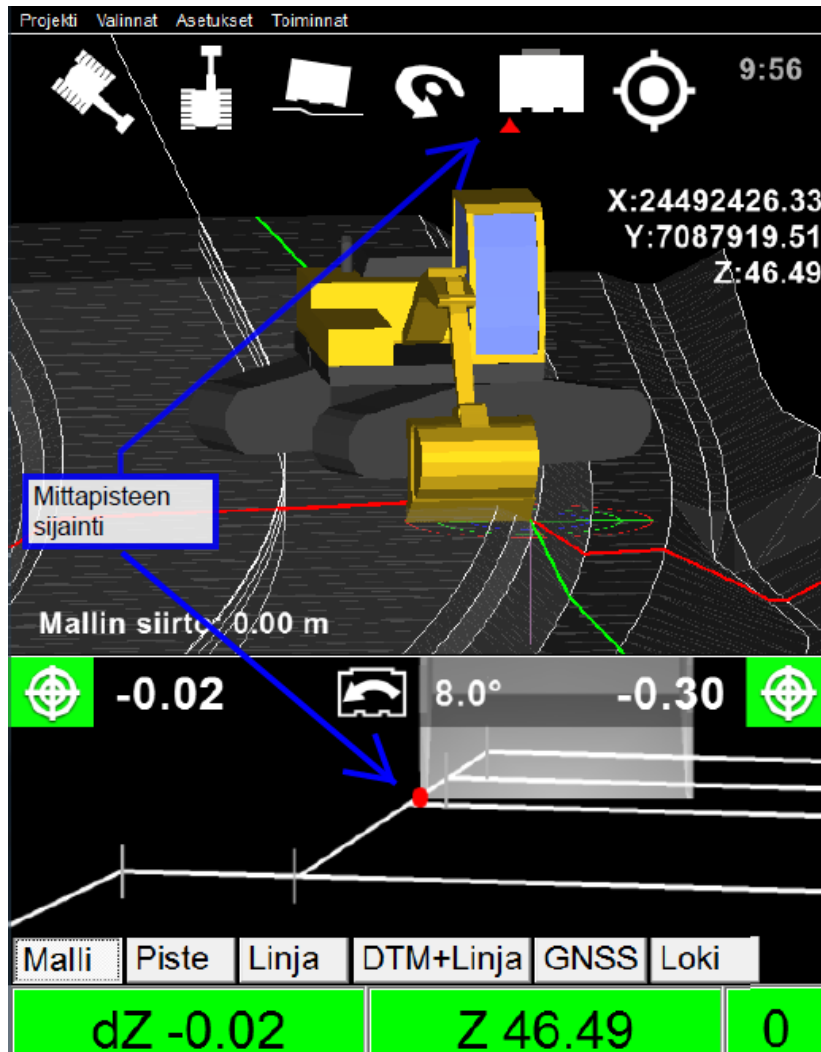 Projekti Valinnat Asetukset Toiminnat
9:56
X:24492426.33
Y:7087919.51
Z:46.49
Mittapisteen
sijainti
Mallin siirto: 0.00 m
-0.02 8.0° -0.30
Malli Piste Linja DTM+Linja GNSS Loki
dZ -0.02 Z 46.49 0